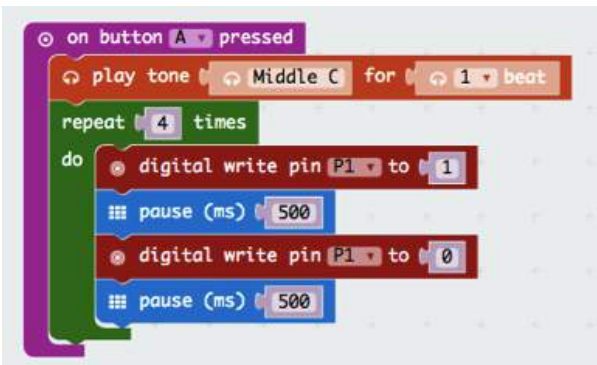 on button A pressed
play tone Middle C for 1 beat
repeat 4 times
do
digital write pin P1 to 1
pause (ms) 500
digital write pin P1 to 0
pause (ms) 500